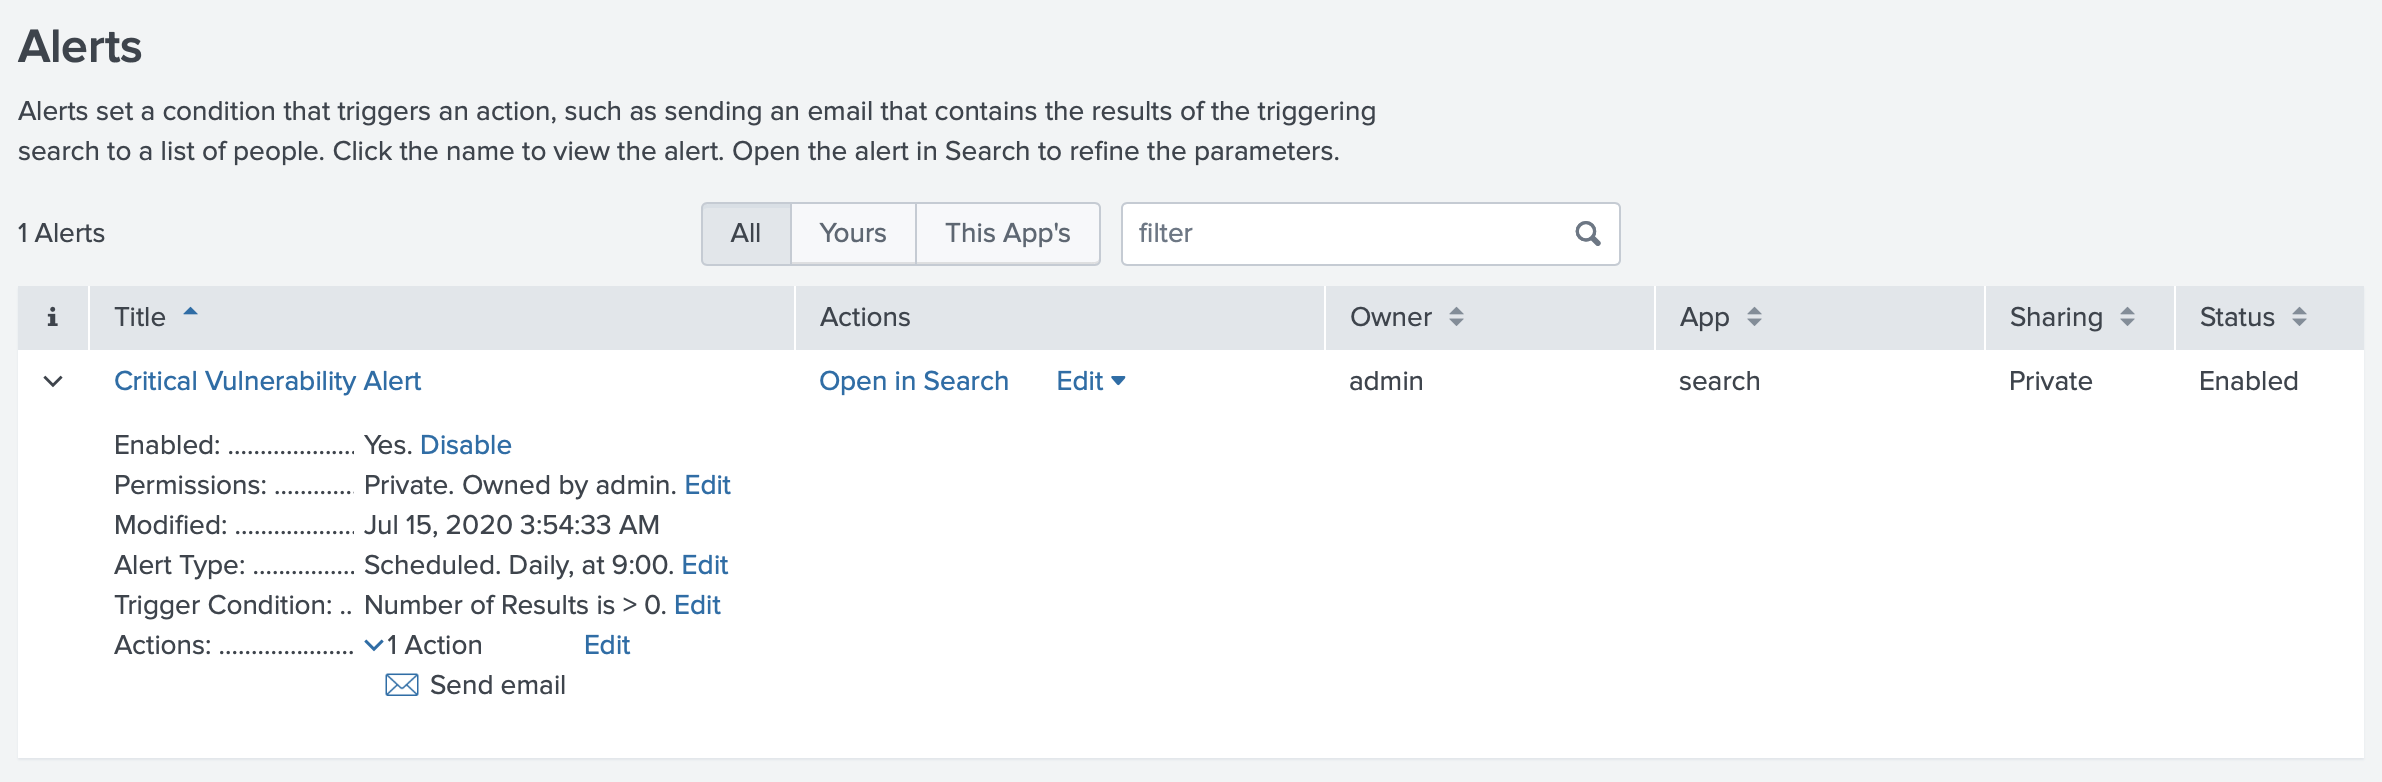 Alerts
Alerts set a condition that triggers an action, such as sending an email that contains the results of the triggering
search to a list of people. Click the name to view the alert. Open the alert in Search to refine the parameters.
1 Alerts All Yours This App's filter
i Title Actions Owner App Sharing Status
Critical Vulnerability Alert Open in Search Edit admin search Private Enabled
Enabled: .................... Yes. Disable
Permissions: ............. Private. Owned by admin. Edit
Modified: ................... Jul 15, 2020 3:54:33 AM
Alert Type: ................ Scheduled. Daily, at 9:00. Edit
Trigger Condition: .. Number of Results is > 0. Edit
Actions: ..................... 1 Action Edit
Send email